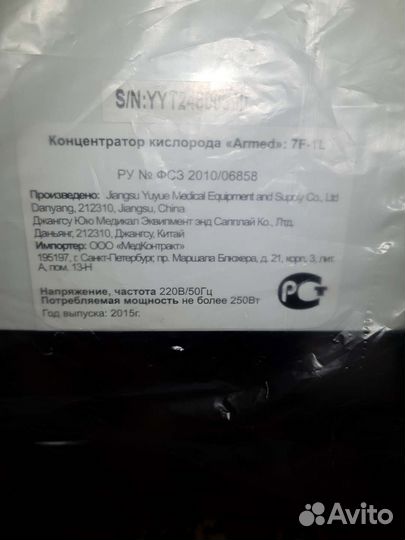 Концентратор кислорода «Armed»: 7F-1L
РУ № ФСЗ 2010/06858
Произведено: Jiangsu Yuyue Medical Equipment and Supply Co., Ltd
Danyang, 212310, Jiangsu, China
Джангсу Юю Медикал Эквипмент энд Сапплай Ко., Лтд.
Даньянг, 212310, Джангсу, Китай
Импортер: ООО «МедКонтракт»
195197, г. Санкт-Петербург, пр. Маршала Блюхера, д. 21, корп. 3, лит.
А, пом. 13-Н
РСТ
Напряжение, частота 220В/50Гц
Потребляемая мощность не более 250Вт
Год выпуска: 2015г.
Avito